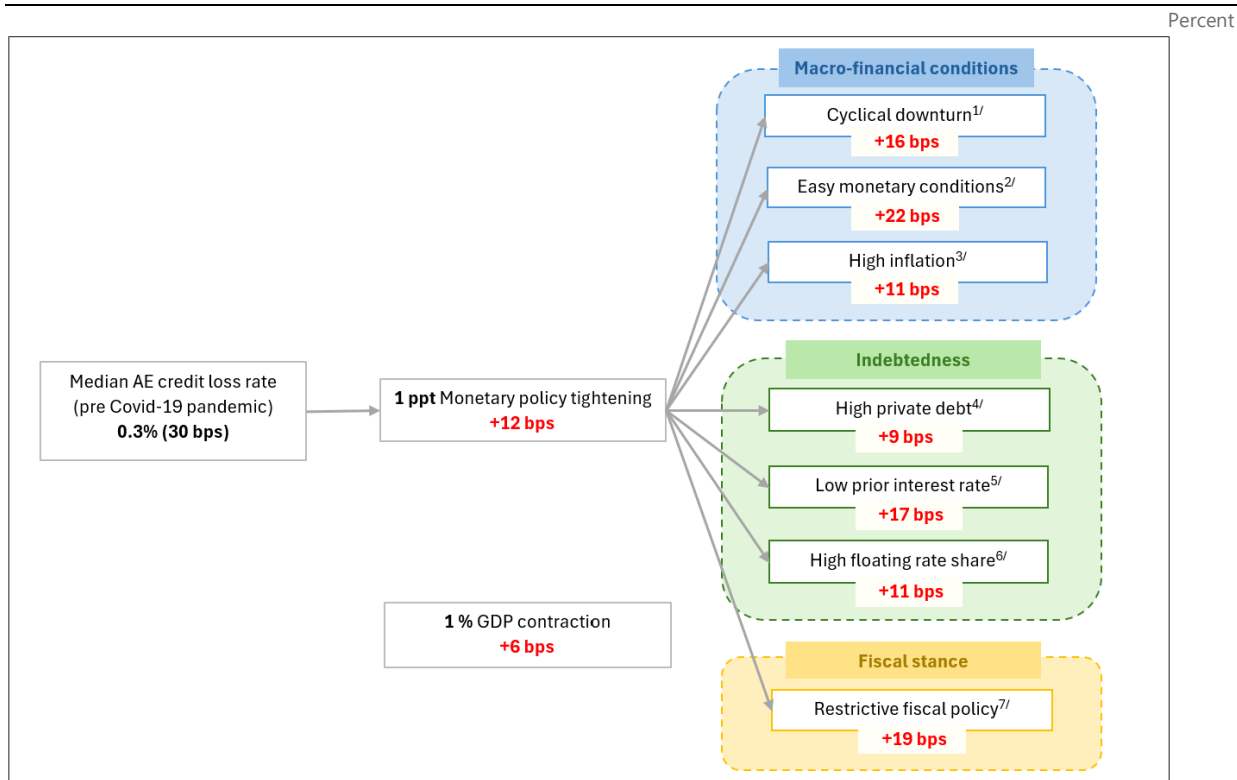 Percent
Macro-financial conditions
Cyclical downturn1/
+16 bps
Easy monetary conditions2/
+22 bps
High inflation3/
+11 bps
Median AE credit loss rate
(pre Covid-19 pandemic)
0.3% (30 bps)
1 ppt Monetary policy tightening
+12 bps
1 % GDP contraction
+6 bps
Indebtedness
High private debt4/
+9 bps
Low prior interest rate5/
+17 bps
High floating rate share6/
+11 bps
Fiscal stance
Restrictive fiscal policy7/
+19 bps